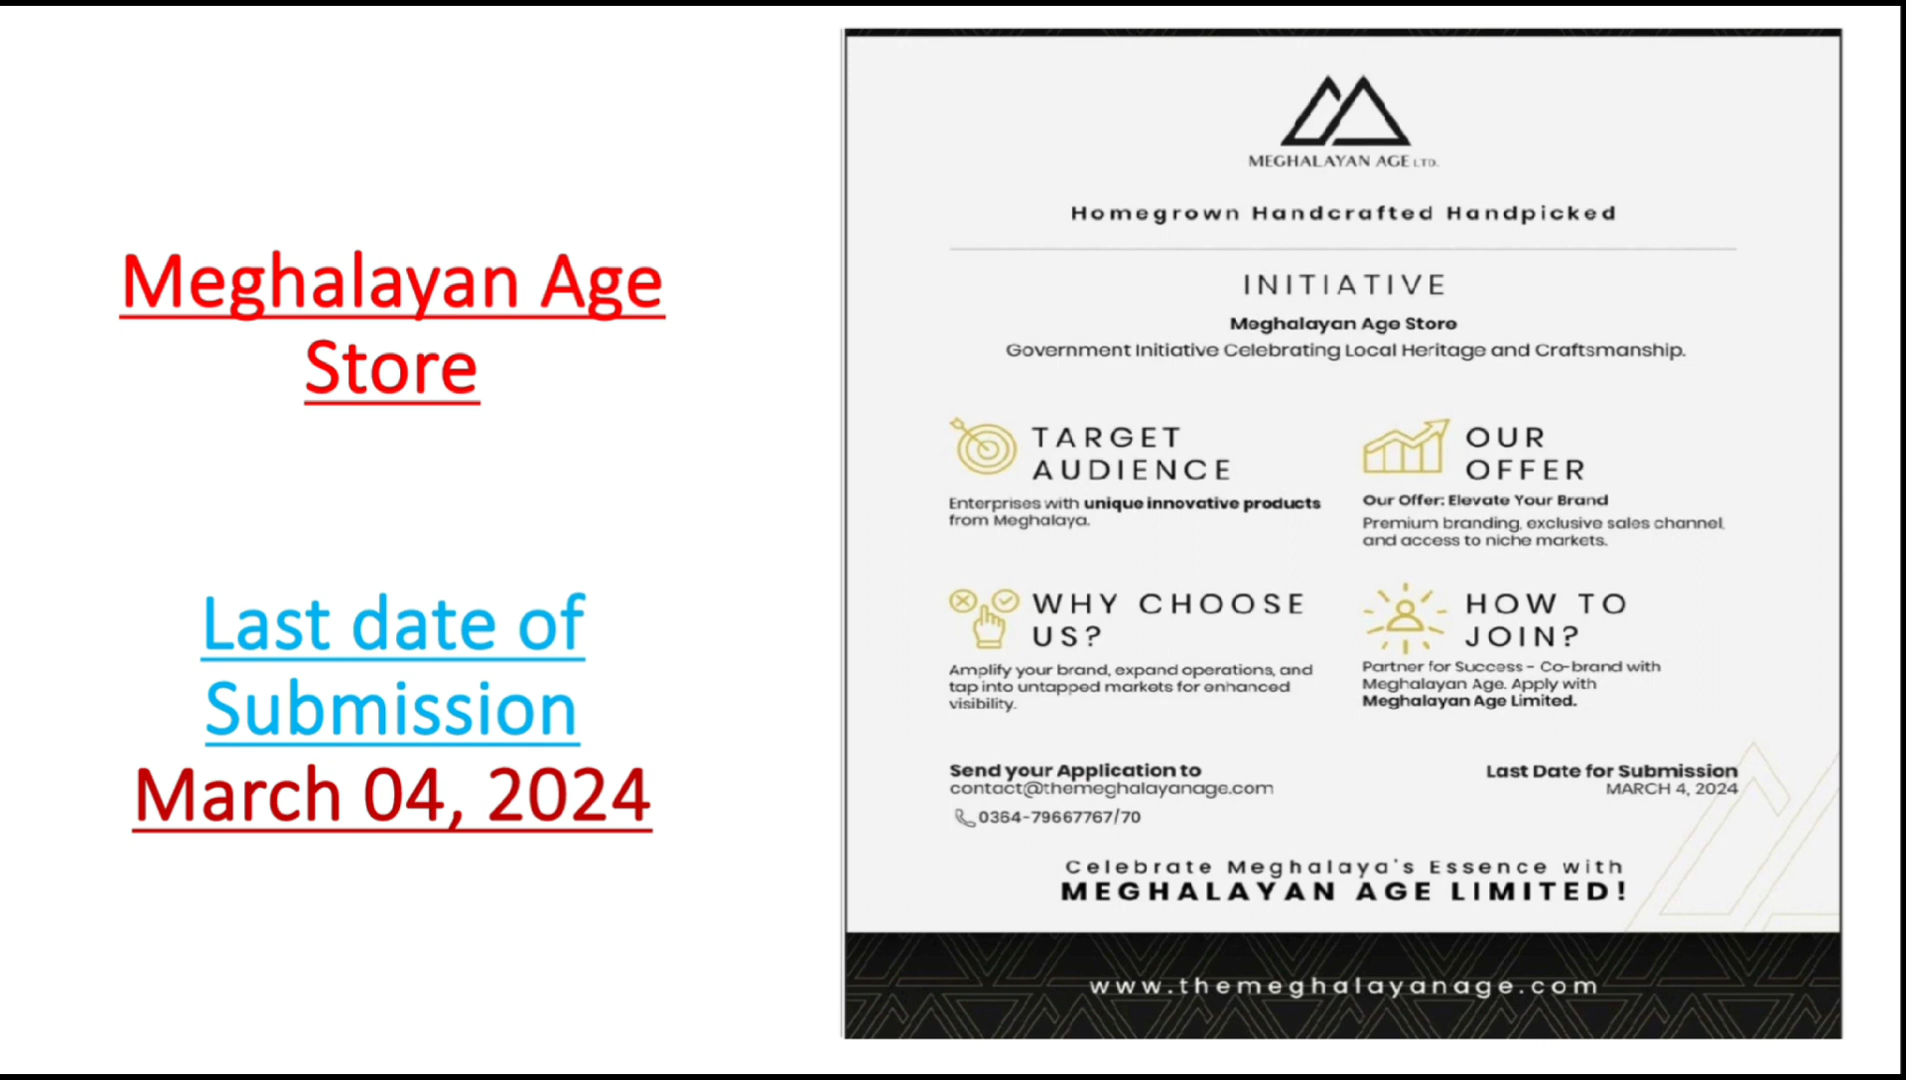 Meghalayan Age
Store
Last date of
Submission
March 04, 2024
MEGHALAYAN AGE LTD.
Homegrown Handcrafted Handpicked
INITIATIVE
Meghalayan Age Store
Government Initiative Celebrating Local Heritage and Craftsmanship.
TARGET
AUDIENCE
Enterprises with unique innovative products
from Meghalaya.
OUR
OFFER
Our Offer: Elevate Your Brand
Premium branding, exclusive sales channel,
and access to niche markets.
WHY CHOOSE
US?
Amplify your brand, expand operations, and
tap into untapped markets for enhanced
visibility.
HOW TO
JOIN?
Partner for Success - Co-brand with
Meghalayan Age. Apply with
Meghalayan Age Limited.
Send your Application to
contact@themeghalayanage.com
0364-79667767/70
Last Date for Submission
MARCH 4, 2024
Celebrate Meghalaya's Essence with
MEGHALAYAN AGE LIMITED!
www.themeghalayanage.com